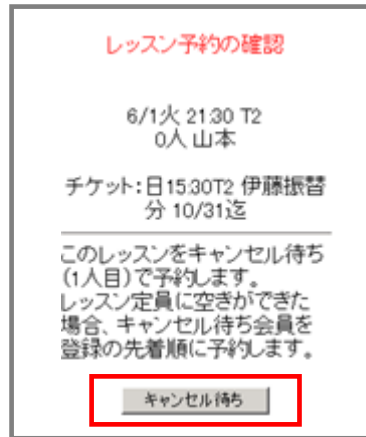 レッスン予約の確認
6/1火 21:30 T2
0人 山本
チケット：日15:30T2 伊藤振替
分 10/31迄
このレッスンをキャンセル待ち
(1人目)で予約します。
レッスン定員に空きができた
場合、キャンセル待ち会員を
登録の先着順に予約します。
キャンセル待ち